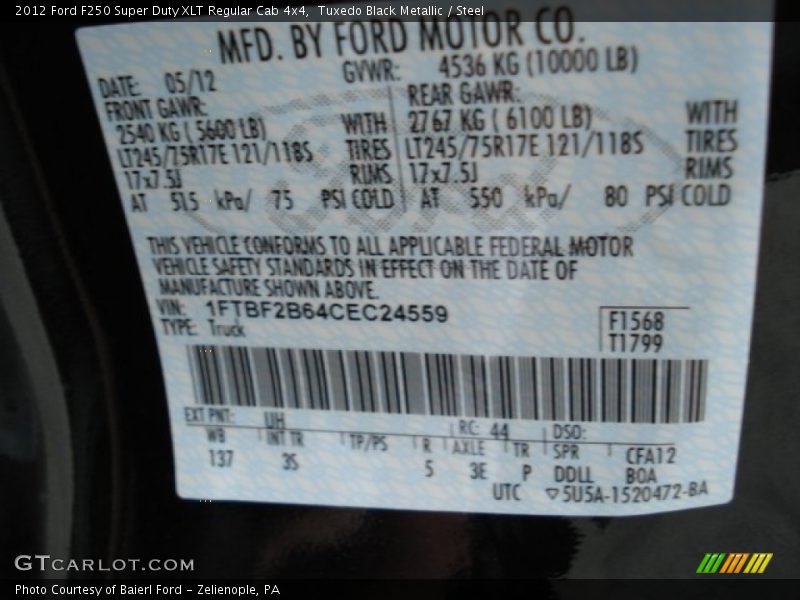 2012 Ford F250 Super Duty XLT Regular Cab 4x4, Tuxedo Black Metallic / Steel
MFD. BY FORD MOTOR CO.
DATE: 05/12 GVWR: 4536 KG (10000 LB)
FRONT GAWR: REAR GAWR:
2540 KG ( 5600 LB) WITH 2767 KG ( 6100 LB) WITH
LT245/75R17E 121/118S TIRES LT245/75R17E 121/118S TIRES
17x7.5J RIMS 17x7.5J RIMS
AT 515 kPa/ 75 PSI COLD AT 550 kPa/ 80 PSI COLD
THIS VEHICLE CONFORMS TO ALL APPLICABLE FEDERAL MOTOR
VEHICLE SAFETY STANDARDS IN EFFECT ON THE DATE OF
MANUFACTURE SHOWN ABOVE.
VIN: 1FTBF2B64CEC24559 F1568
TYPE: Truck T1799
EXT PNT: UH RC: 44 DSO:
WB INT TR TP/PS R AXLE TR SPR CFA12
137 3S 5 3E P DDLL BOA
UTC ▽5U5A-1520472-BA
GTCARLOT.COM
Photo Courtesy of Baierl Ford - Zelienople, PA